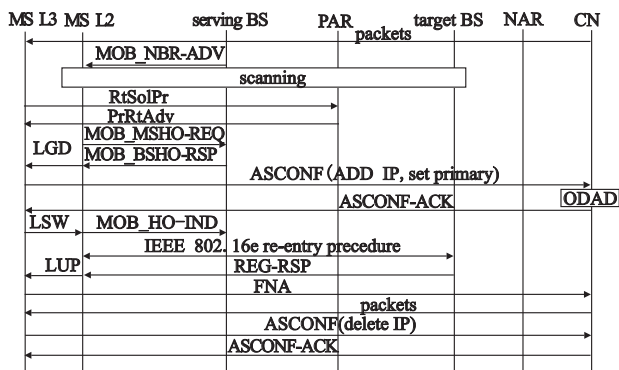 MS L3 MS L2 serving BS PAR target BS NAR CN
packets
MOB_NBR-ADV
scanning
RtSolPr
PrRtAdv
MOB_MSHO-REQ
LGD
MOB_BSHO-RSP
ASCONF(ADD IP, set primary)
ASCONF-ACK
ODAD
LSW MOB_HO-IND
IEEE 802.16e re-entry precedure
LUP REG-RSP
FNA
packets
ASCONF(delete IP)
ASCONF-ACK